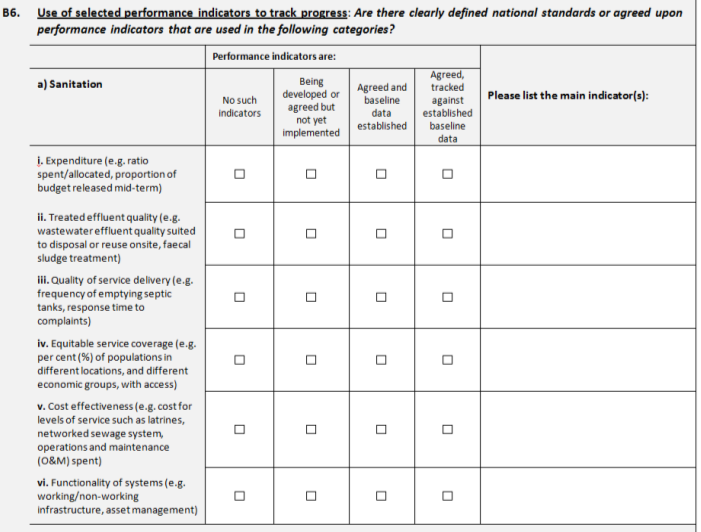 B6. Use of selected performance indicators to track progress: Are there clearly defined national standards or agreed upon
performance indicators that are used in the following categories?
Performance indicators are:
a) Sanitation
No such
indicators
Being
developed or
agreed but
not yet
implemented
Agreed and
baseline
data
established
Agreed,
tracked
against
established
baseline
data
Please list the main indicator(s):
i. Expenditure (e.g. ratio
spent/allocated, proportion of
budget released mid-term)
☐ ☐ ☐ ☐
ii. Treated effluent quality (e.g.
wastewater effluent quality suited
to disposal or reuse onsite, faecal
sludge treatment)
☐ ☐ ☐ ☐
iii. Quality of service delivery (e.g.
frequency of emptying septic
tanks, response time to
complaints)
☐ ☐ ☐ ☐
iv. Equitable service coverage (e.g.
per cent (%) of populations in
different locations, and different
economic groups, with access)
☐ ☐ ☐ ☐
v. Cost effectiveness (e.g. cost for
levels of service such as latrines,
networked sewage system,
operations and maintenance
(O&M) spent)
☐ ☐ ☐ ☐
vi. Functionality of systems (e.g.
working/non-working
infrastructure, asset management)
☐ ☐ ☐ ☐